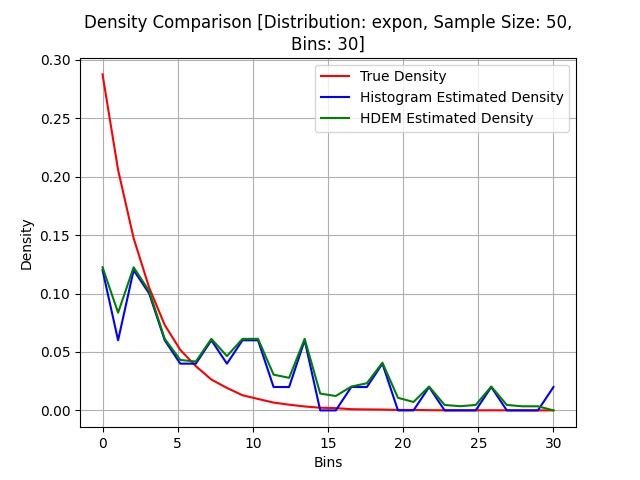 Density Comparison [Distribution: expon, Sample Size: 50,
Bins: 30]
True Density
Histogram Estimated Density
HDEM Estimated Density
Density
0.30
0.25
0.20
0.15
0.10
0.05
0.00
0 5 10 15 20 25 30
Bins